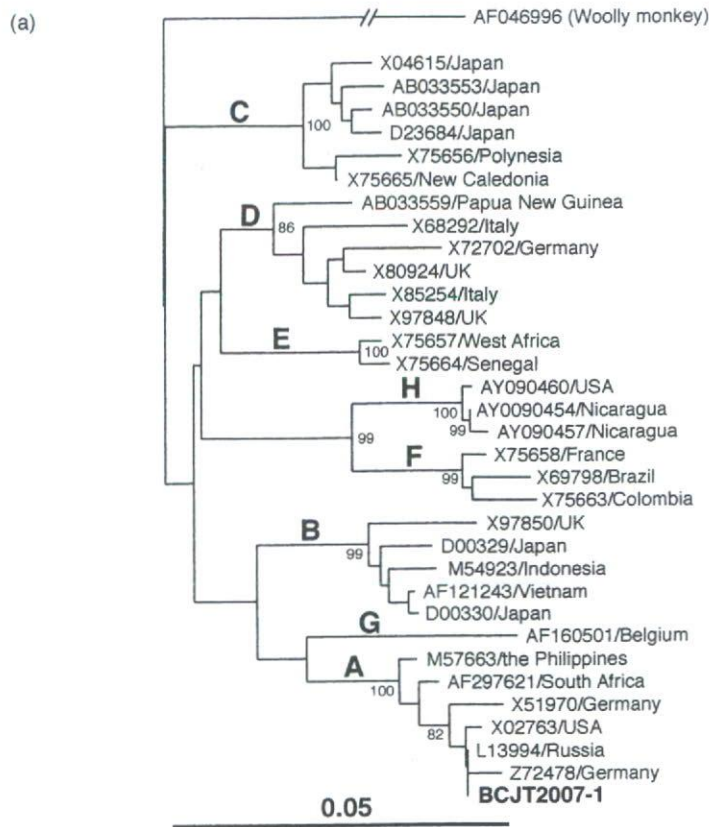 (a)
AF046996 (Woolly monkey)
X04615/Japan
AB033553/Japan
C
AB033550/Japan
100
D23684/Japan
X75656/Polynesia
X75665/New Caledonia
AB033559/Papua New Guinea
D
86
X68292/Italy
X72702/Germany
X80924/UK
X85254/Italy
X97848/UK
E
X75657/West Africa
100
X75664/Senegal
H
AY090460/USA
100
AY0090454/Nicaragua
99
AY090457/Nicaragua
99
F
X75658/France
99
X69798/Brazil
X75663/Colombia
B
X97850/UK
99
D00329/Japan
M54923/Indonesia
AF121243/Vietnam
D00330/Japan
G
AF160501/Belgium
A
M57663/the Philippines
100
AF297621/South Africa
X51970/Germany
82
X02763/USA
L13994/Russia
Z72478/Germany
BCJT2007-1
0.05